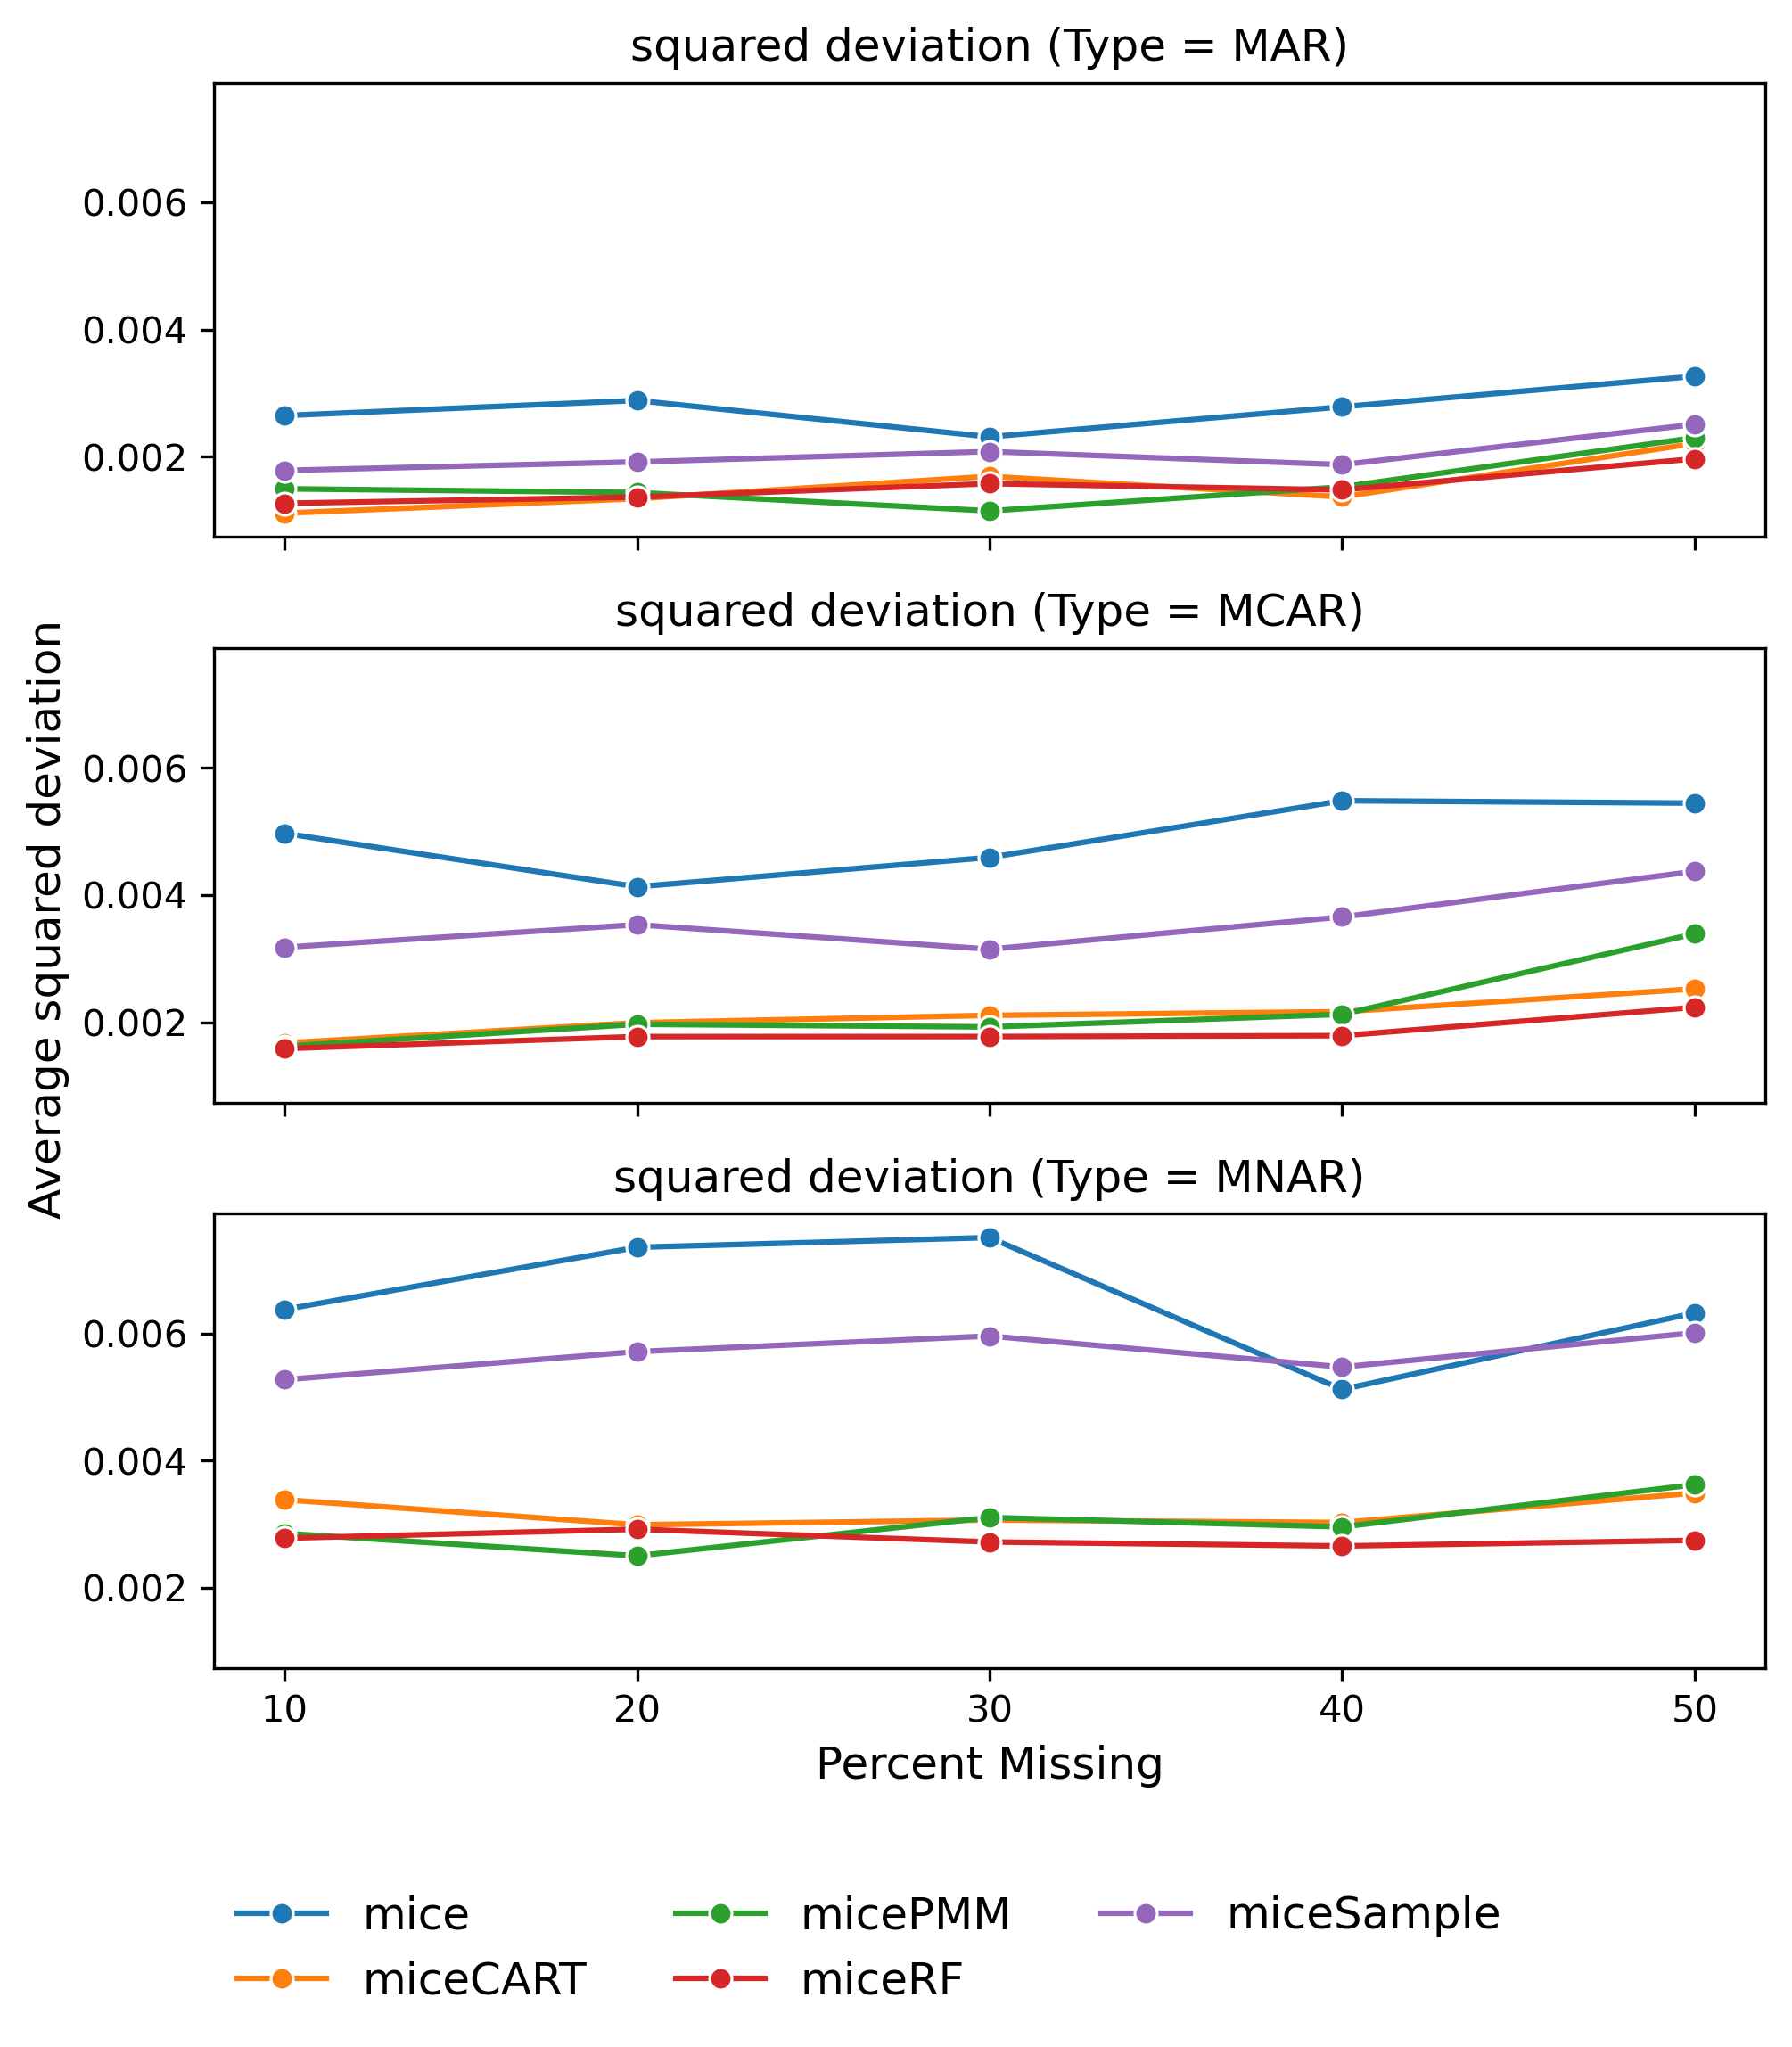 squared deviation (Type = MAR)
0.006
0.004
0.002
squared deviation (Type = MCAR)
Average squared deviation
0.006
0.004
0.002
squared deviation (Type = MNAR)
0.006
0.004
0.002
10 20 30 40 50
Percent Missing
mice micePMM miceSample
miceCART miceRF